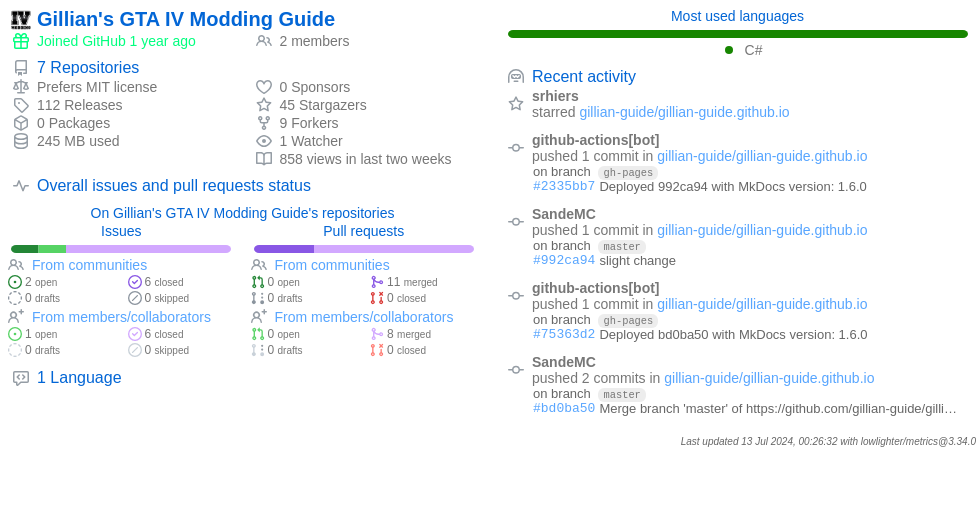 Gillian's GTA IV Modding Guide
Joined GitHub 1 year ago
2 members
7 Repositories
Prefers MIT license
112 Releases
0 Packages
245 MB used
0 Sponsors
45 Stargazers
9 Forkers
1 Watcher
858 views in last two weeks
Overall issues and pull requests status
On Gillian's GTA IV Modding Guide's repositories
Issues
From communities
2 open
6 closed
0 drafts
0 skipped
From members/collaborators
1 open
6 closed
0 drafts
0 skipped
Pull requests
From communities
0 open
11 merged
0 drafts
0 closed
From members/collaborators
0 open
8 merged
0 drafts
0 closed
1 Language
Most used languages
C#
Recent activity
srhiers
starred gillian-guide/gillian-guide.github.io
github-actions[bot]
pushed 1 commit in gillian-guide/gillian-guide.github.io
on branch gh-pages
#2335bb7 Deployed 992ca94 with MkDocs version: 1.6.0
SandeMC
pushed 1 commit in gillian-guide/gillian-guide.github.io
on branch master
#992ca94 slight change
github-actions[bot]
pushed 1 commit in gillian-guide/gillian-guide.github.io
on branch gh-pages
#75363d2 Deployed bd0ba50 with MkDocs version: 1.6.0
SandeMC
pushed 2 commits in gillian-guide/gillian-guide.github.io
on branch master
#bd0ba50 Merge branch 'master' of https://github.com/gillian-guide/gilli…
Last updated 13 Jul 2024, 00:26:32 with lowlighter/metrics@3.34.0